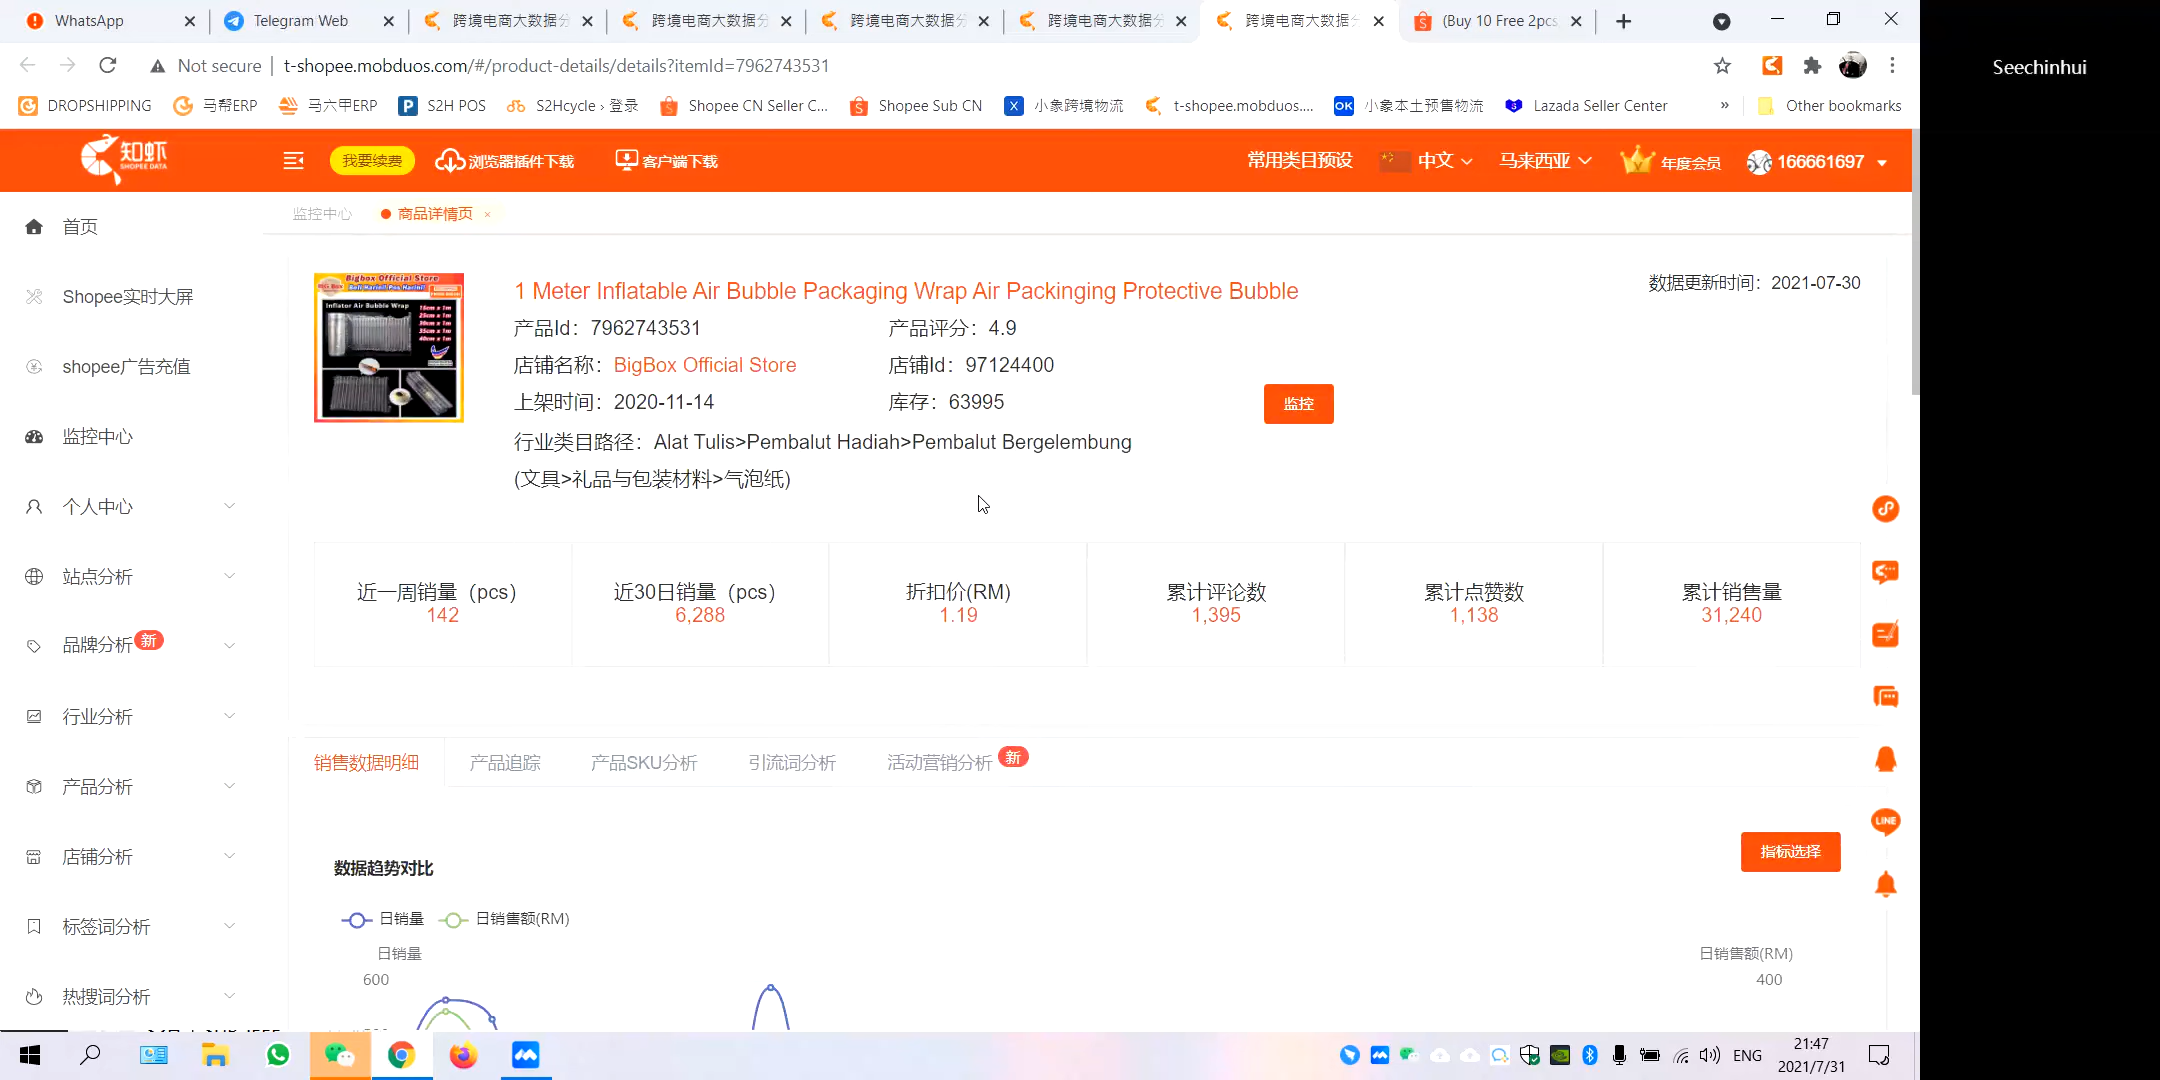 WhatsApp
Telegram Web
跨境电商大数据分
跨境电商大数据分
跨境电商大数据分
跨境电商大数据分
跨境电商大数据分
(Buy 10 Free 2pcs
Not secure
t-shopee.mobduos.com/#/product-details/details?itemId=7962743531
DROPSHIPPING
马帮ERP
马六甲ERP
S2H POS
S2Hcycle › 登录
Shopee CN Seller C...
Shopee Sub CN
小象跨境物流
t-shopee.mobduos....
小象本土预售物流
Lazada Seller Center
»
Other bookmarks
Seechinhui
知虾
SHOPEE DATA
我要续费
浏览器插件下载
客户端下载
常用类目预设
中文
马来西亚
年度会员
166661697
首页
Shopee实时大屏
shopee广告充值
监控中心
个人中心
站点分析
品牌分析 新
行业分析
产品分析
店铺分析
标签词分析
热搜词分析
监控中心
商品详情页 ×
Bigbox Official Store
Inflator Air Bubble Wrap
1 Meter Inflatable Air Bubble Packaging Wrap Air Packinging Protective Bubble
数据更新时间：2021-07-30
产品Id：7962743531
产品评分：4.9
店铺名称：BigBox Official Store
店铺Id：97124400
上架时间：2020-11-14
库存：63995
监控
行业类目路径：Alat Tulis>Pembalut Hadiah>Pembalut Bergelembung
(文具>礼品与包装材料>气泡纸)
近一周销量（pcs）
142
近30日销量（pcs）
6,288
折扣价(RM)
1.19
累计评论数
1,395
累计点赞数
1,138
累计销售量
31,240
销售数据明细
产品追踪
产品SKU分析
引流词分析
活动营销分析 新
指标选择
数据趋势对比
日销量
日销售额(RM)
日销量
600
日销售额(RM)
400
LINE
ENG
21:47
2021/7/31